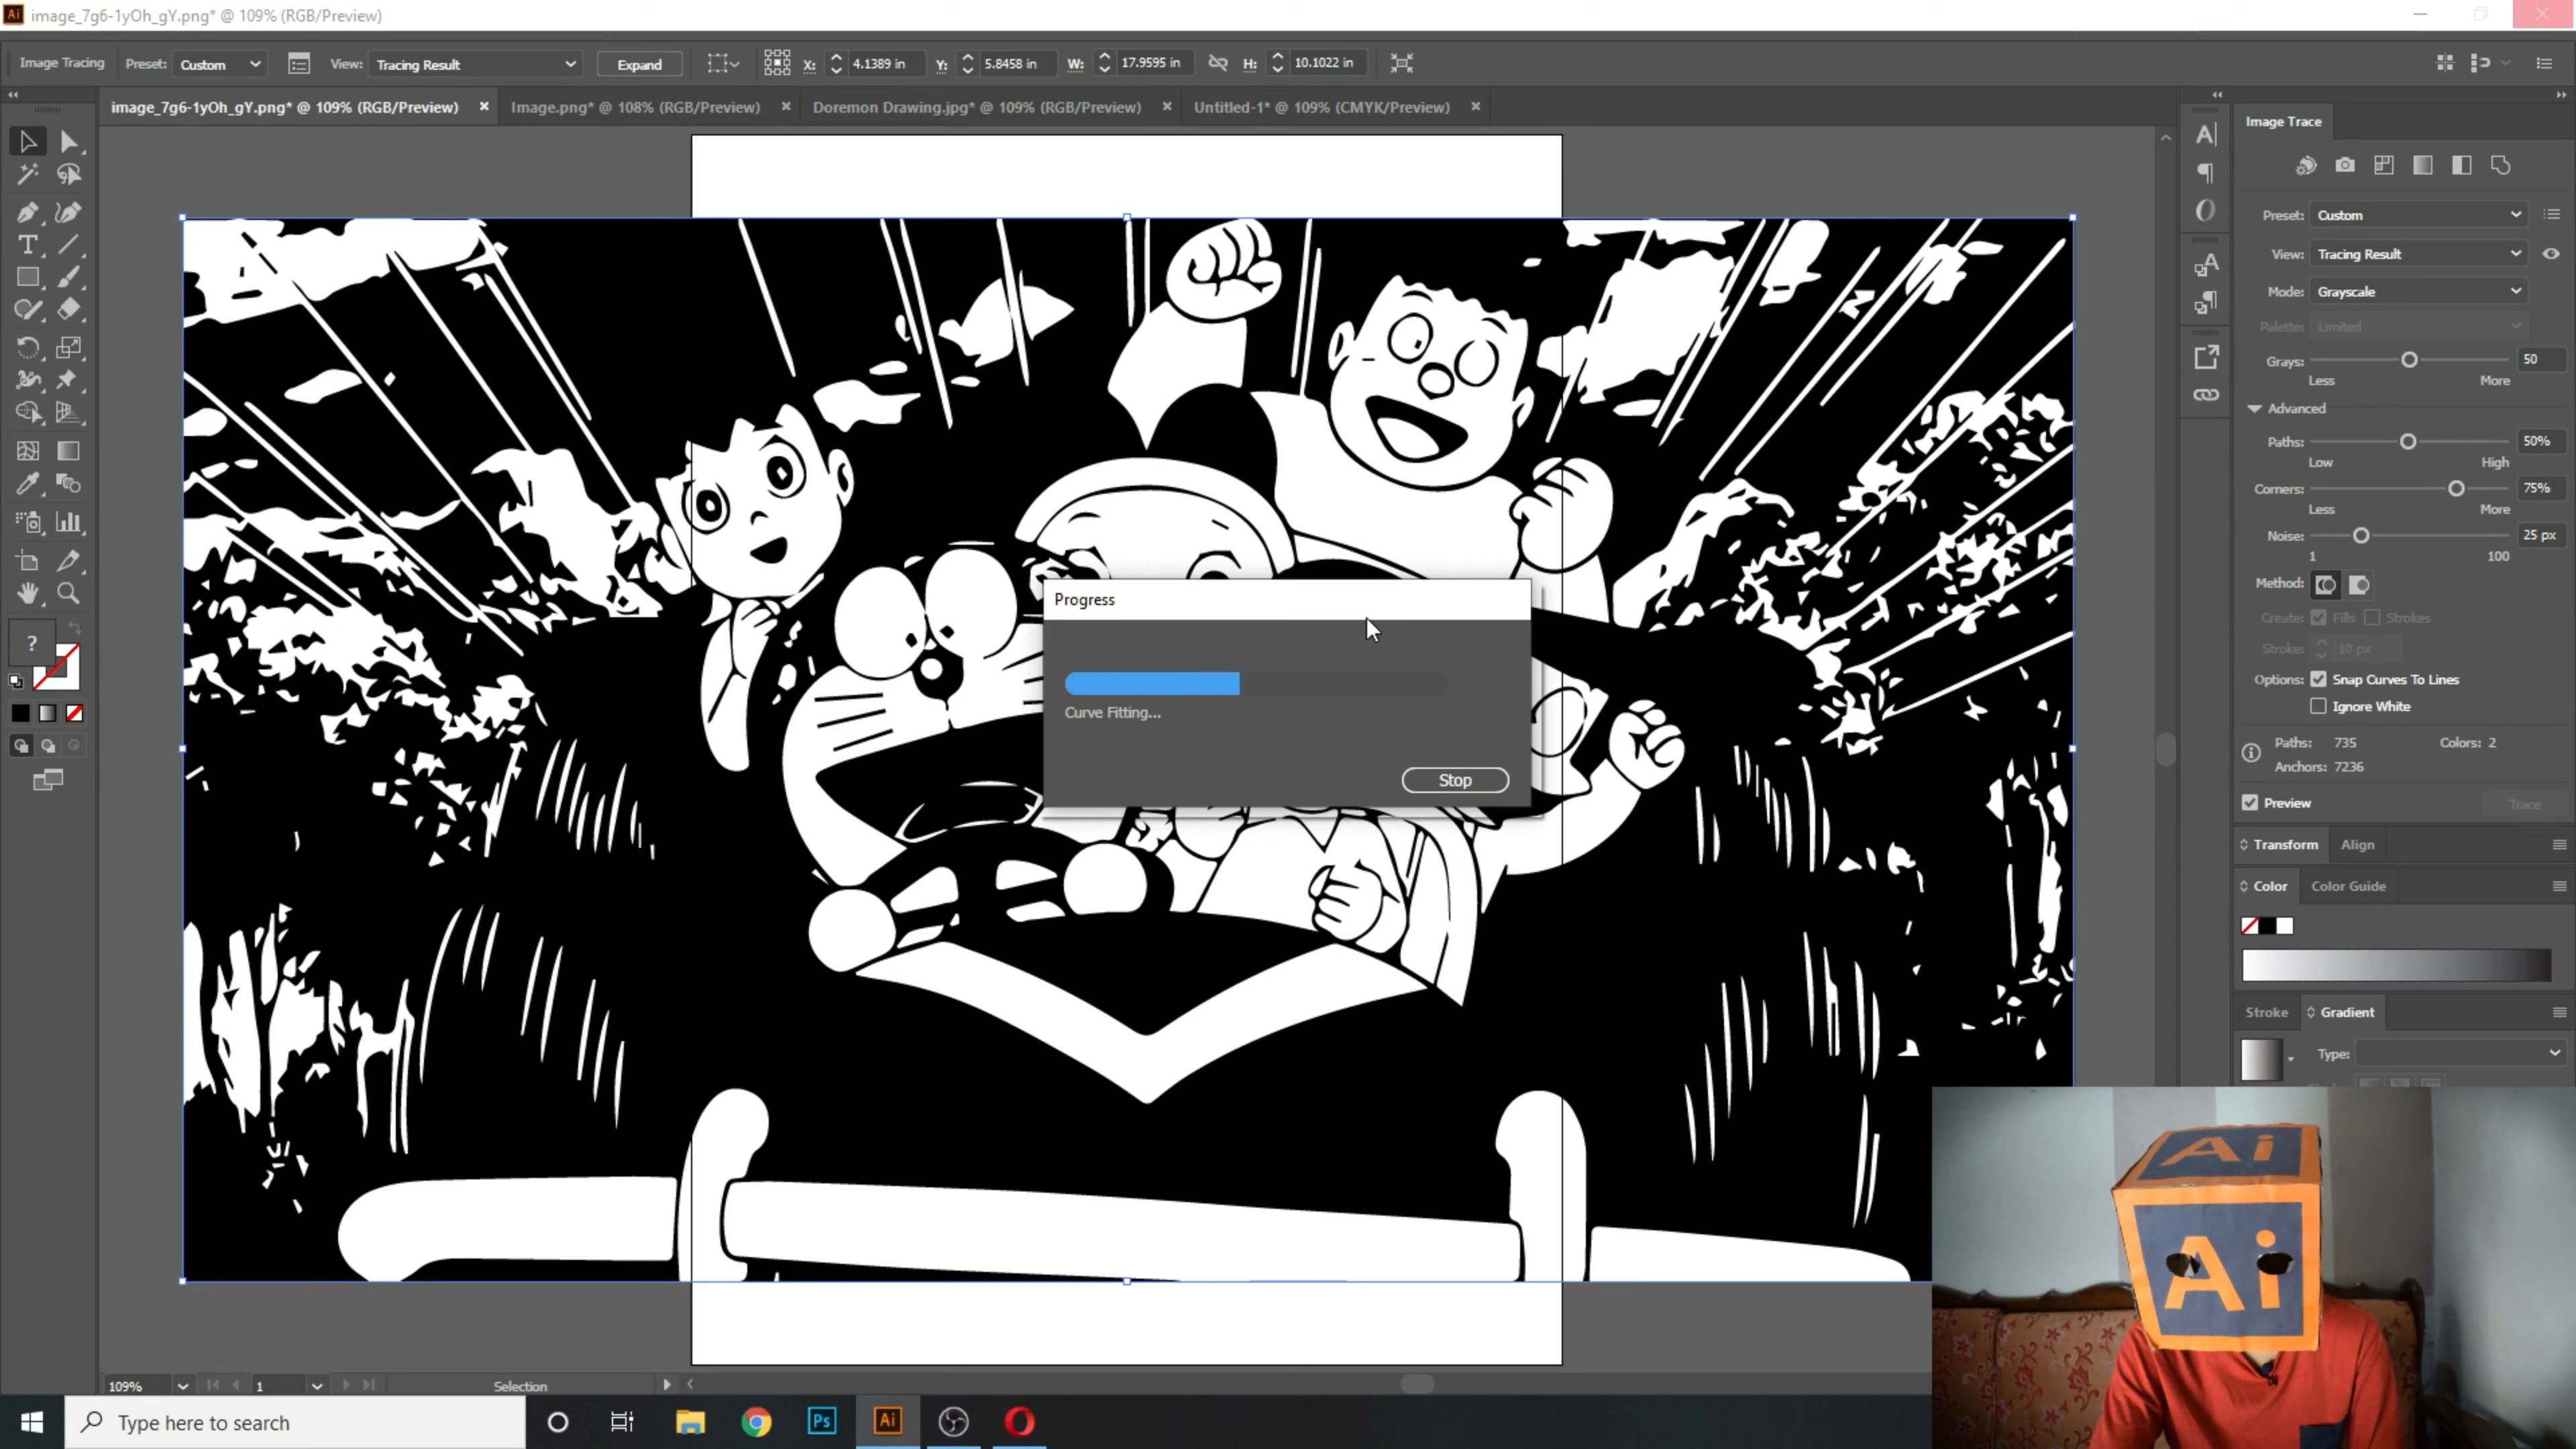 Ai image_7g6-1yOh_gY.png* @ 109% (RGB/Preview)
Image Tracing Preset: Custom View: Tracing Result Expand X: 4.1389 in Y: 5.8458 in W: 17.9595 in H: 10.1022 in
image_7g6-1yOh_gY.png* @ 109% (RGB/Preview) Image.png* @ 108% (RGB/Preview) Doremon Drawing.jpg* @ 109% (RGB/Preview) Untitled-1* @ 109% (CMYK/Preview)
Image Trace
Preset: Custom
View: Tracing Result
Mode: Grayscale
Palette: Limited
Grays: 50
Less More
Advanced
Paths: 50%
Low High
Corners: 75%
Less More
Noise: 25 px
1 100
Method:
Create: Fills Strokes
Stroke: 10 px
Options: Snap Curves To Lines
Ignore White
Paths: 735 Colors: 2
Anchors: 7236
Preview Trace
Transform Align
Color Color Guide
Stroke Gradient
Type:
Progress
Curve Fitting...
Stop
?
109% 1 Selection
Type here to search
Ps
Ai
Ai
Ai